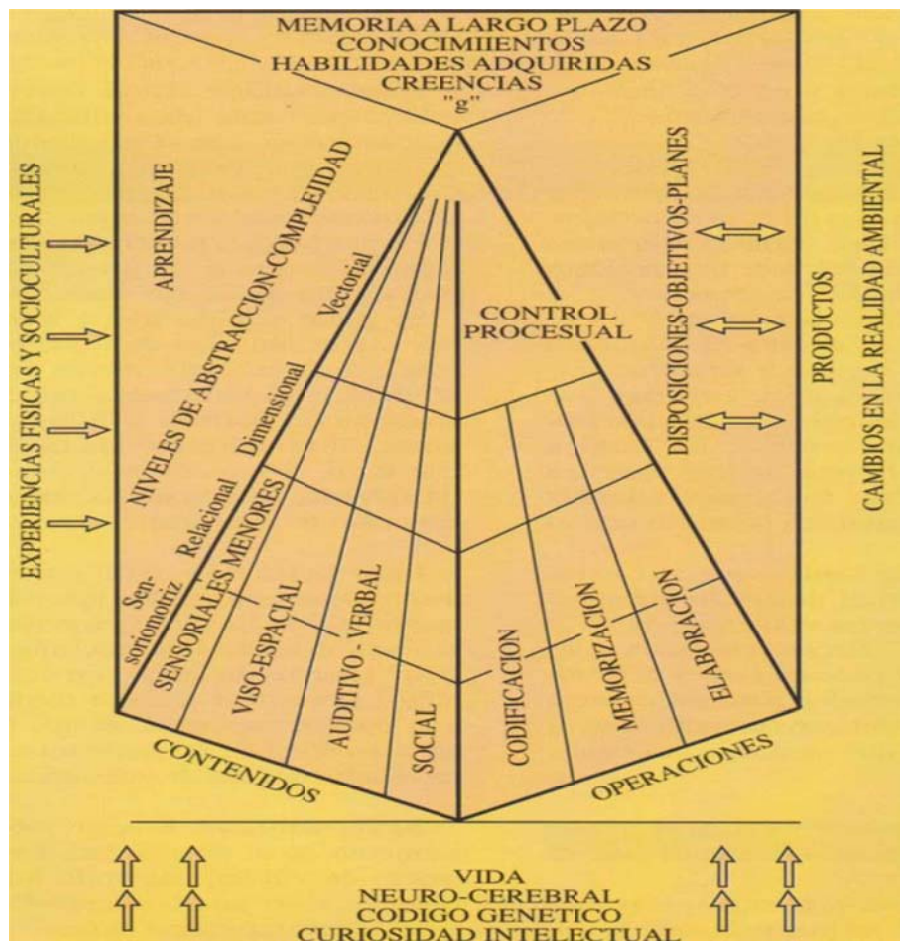 MEMORIA A LARGO PLAZO
CONOCIMIIENTOS
HABILIDADES ADQUIRIDAS
CREENCIAS
"g"
EXPERIENCIAS FISICAS Y SOCIOCULTURALES
APRENDIZAJE
NIVELES DE ABSTRACCION-COMPLEJIDAD
Vectorial
Dimensional
Relacional
Sen-
soriomotriz
CONTROL
PROCESUAL
DISPOSICIONES-OBJETIVOS-PLANES
PRODUCTOS
CAMBIOS EN LA REALIDAD AMBIENTAL
SENSORIALES MENORES
VISO-ESPACIAL
AUDITIVO - VERBAL
SOCIAL
CODIFICACION
MEMORIZACION
ELABORACION
CONTENIDOS
OPERACIONES
VIDA
NEURO-CEREBRAL
CODIGO GENETICO
CURIOSIDAD INTELECTUAL